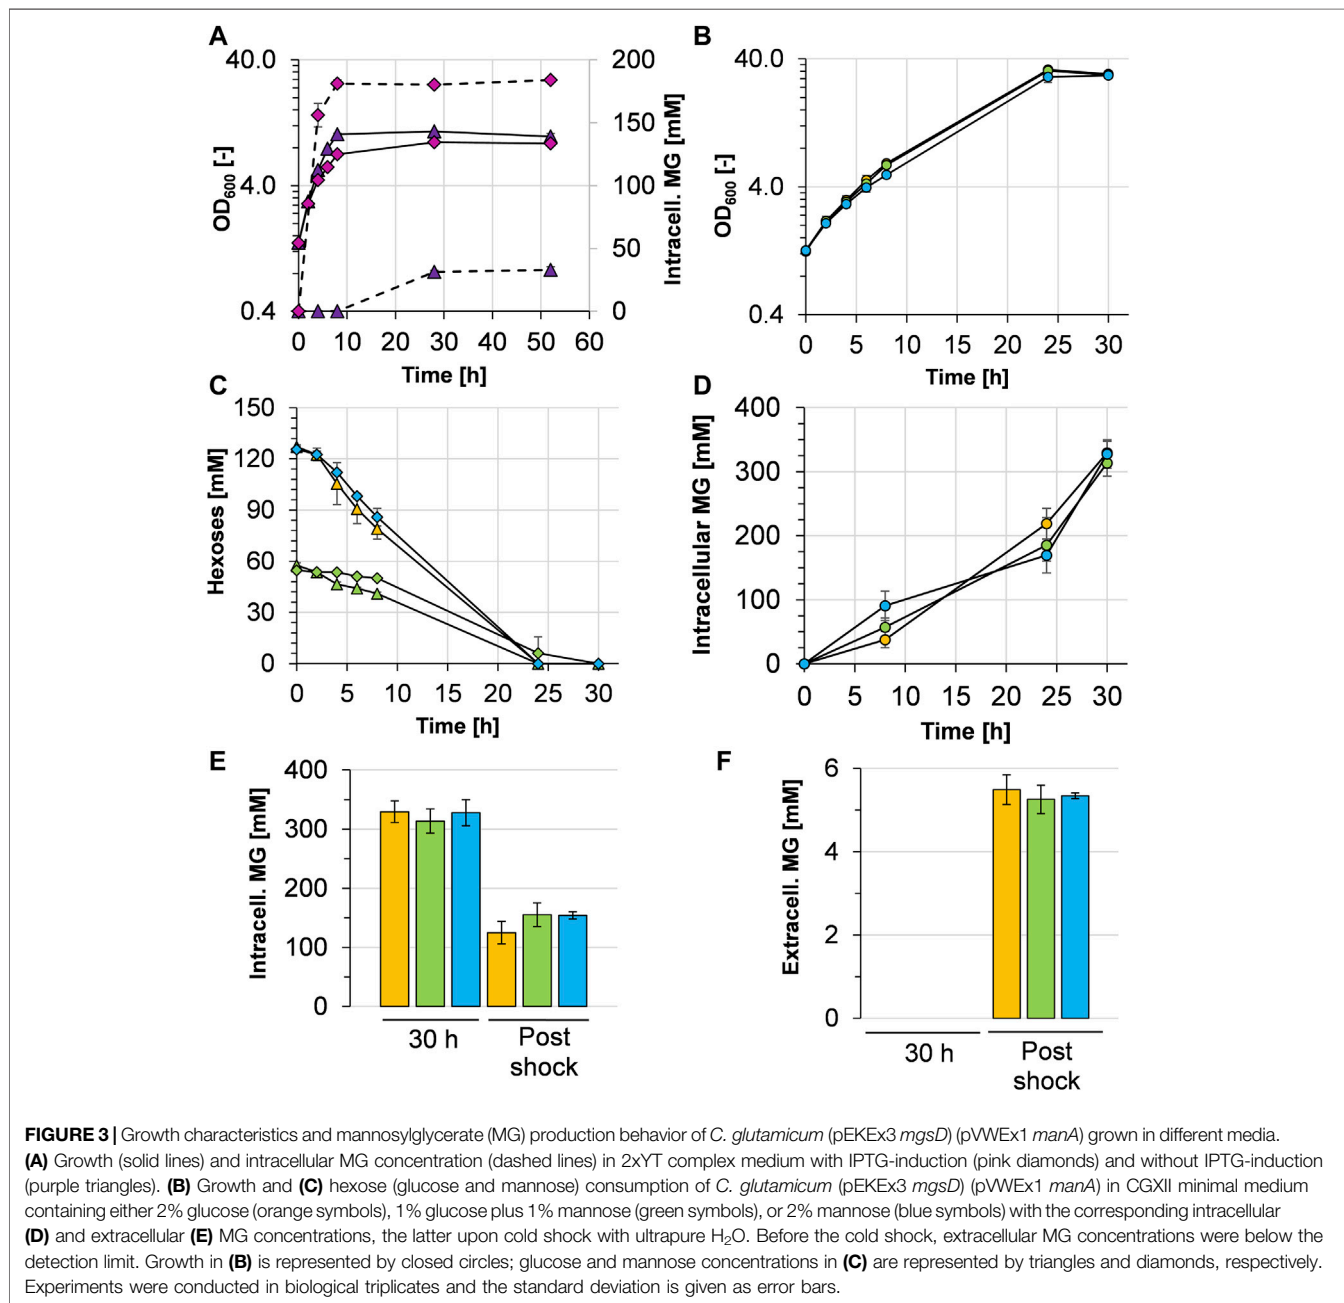 A
40.0
4.0
0.4
OD600 [-]
200
150
100
50
0
Intracell. MG [mM]
0 10 20 30 40 50 60
Time [h]
B
40.0
4.0
0.4
OD600 [-]
0 5 10 15 20 25 30
Time [h]
C
150
120
90
60
30
0
Hexoses [mM]
0 5 10 15 20 25 30
Time [h]
D
400
300
200
100
0
Intracellular MG [mM]
0 5 10 15 20 25 30
Time [h]
E
400
300
200
100
0
Intracell. MG [mM]
30 h
Post
shock
F
6
4
2
0
Extracell. MG [mM]
30 h
Post
shock
FIGURE 3 | Growth characteristics and mannosylglycerate (MG) production behavior of C. glutamicum (pEKEx3 mgsD) (pVWEx1 manA) grown in different media.
(A) Growth (solid lines) and intracellular MG concentration (dashed lines) in 2xYT complex medium with IPTG-induction (pink diamonds) and without IPTG-induction
(purple triangles). (B) Growth and (C) hexose (glucose and mannose) consumption of C. glutamicum (pEKEx3 mgsD) (pVWEx1 manA) in CGXII minimal medium
containing either 2% glucose (orange symbols), 1% glucose plus 1% mannose (green symbols), or 2% mannose (blue symbols) with the corresponding intracellular
(D) and extracellular (E) MG concentrations, the latter upon cold shock with ultrapure H2O. Before the cold shock, extracellular MG concentrations were below the
detection limit. Growth in (B) is represented by closed circles; glucose and mannose concentrations in (C) are represented by triangles and diamonds, respectively.
Experiments were conducted in biological triplicates and the standard deviation is given as error bars.